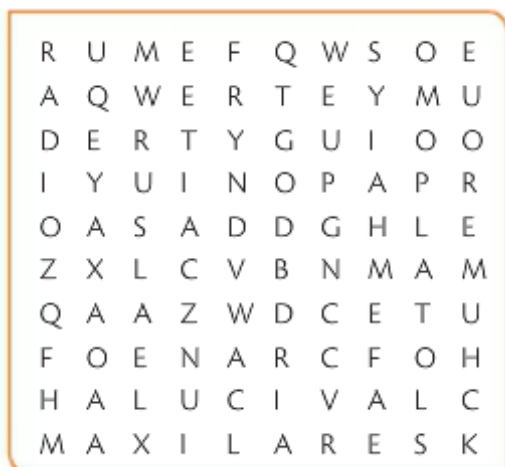 R U M E F Q W S O E
A Q W E R T E Y M U
D E R T Y G U I O O
I Y U I N O P A P R
O A S A D D G H L E
Z X L C V B N M A M
Q A A Z W D C E T U
F O E N A R C F O H
H A L U C I V A L C
M A X I L A R E S K